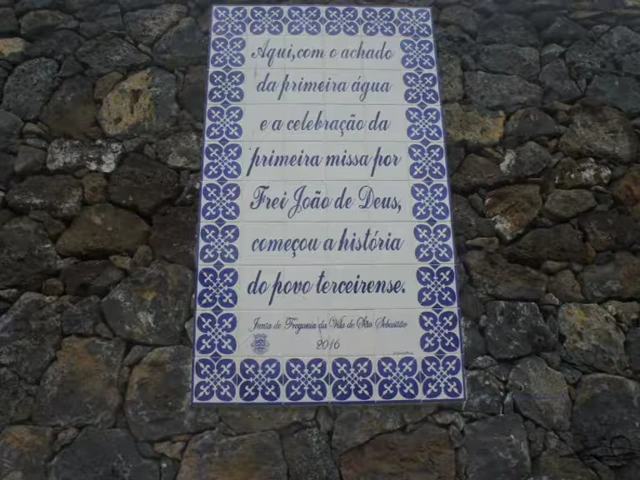 Aqui, com o achado
da primeira água
e a celebração da
primeira missa por
Frei João de Deus,
começou a história
do povo terceirense.
Junta de Freguesia da Vila de São Sebastião
2016